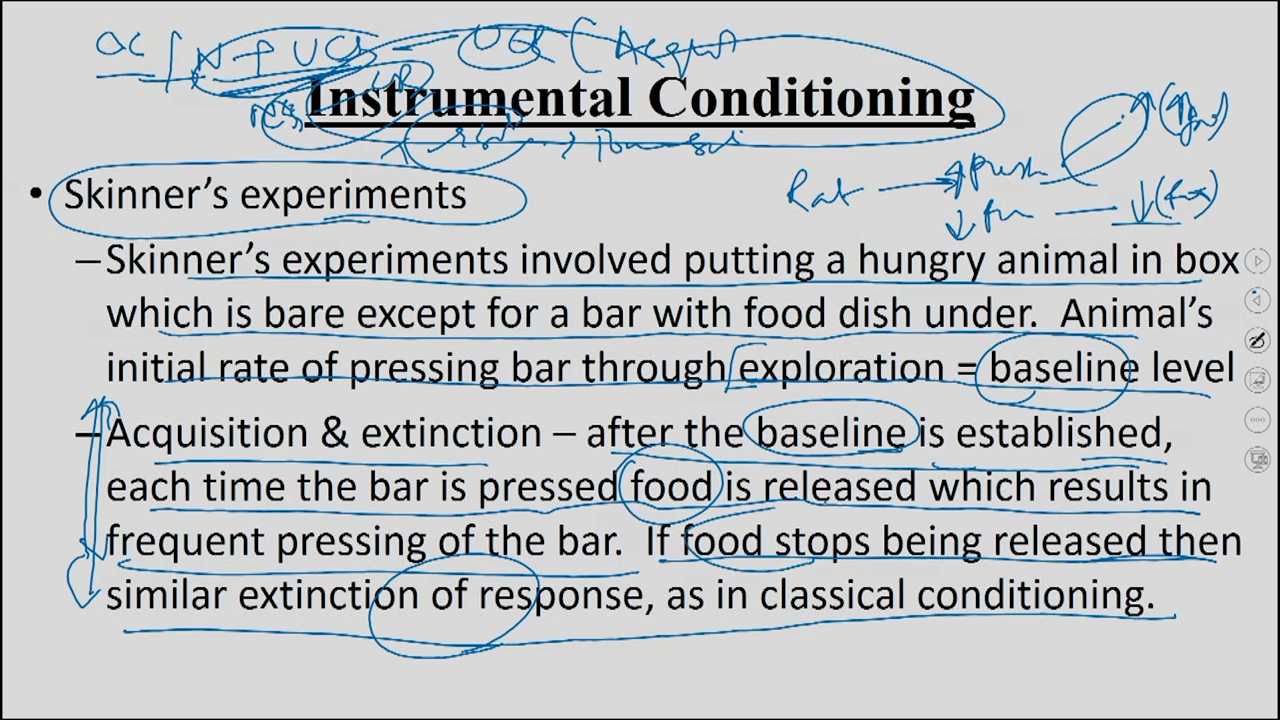 Instrumental Conditioning
Rat
• Skinner's experiments
–Skinner's experiments involved putting a hungry animal in box
which is bare except for a bar with food dish under. Animal's
initial rate of pressing bar through exploration = baseline level
–Acquisition & extinction – after the baseline is established,
each time the bar is pressed food is released which results in
frequent pressing of the bar. If food stops being released then
similar extinction of response, as in classical conditioning.